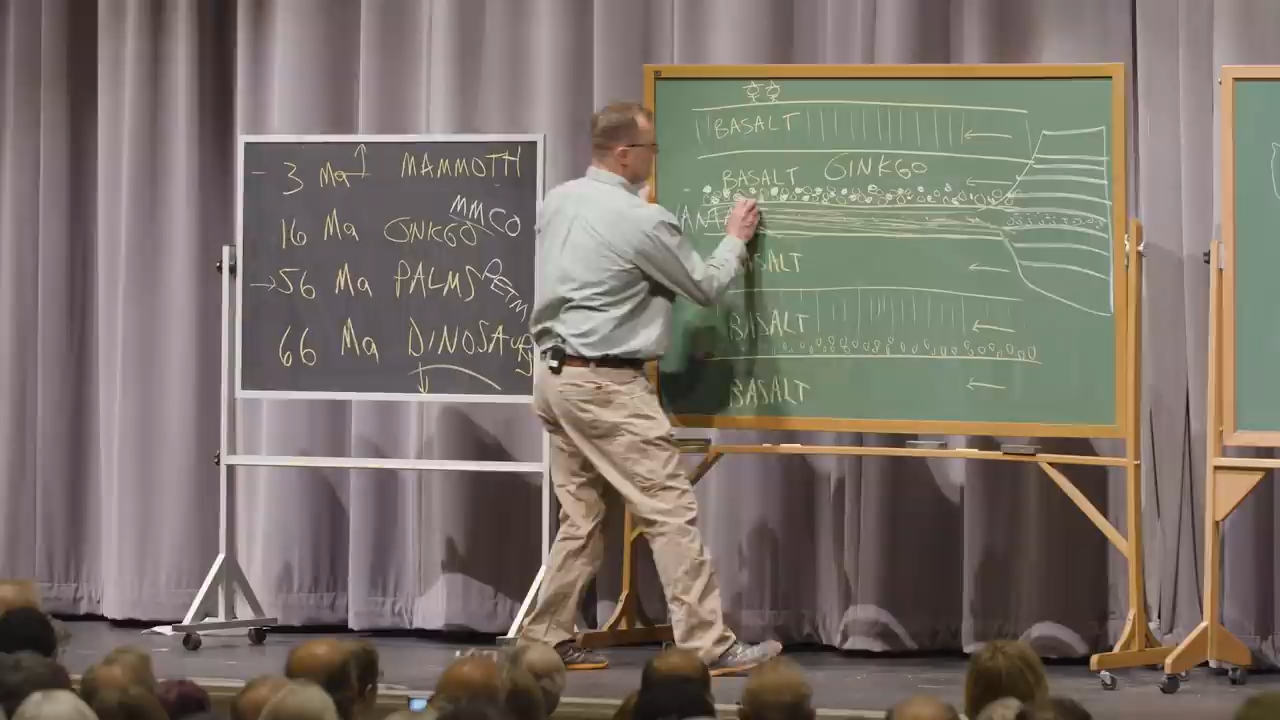 - 3 Ma MAMMOTH
MMCO
16 Ma GINKGO
→56 Ma PALMS PETM
66 Ma DINOSAURS
BASALT
BASALT GINKGO
BASALT
BASALT